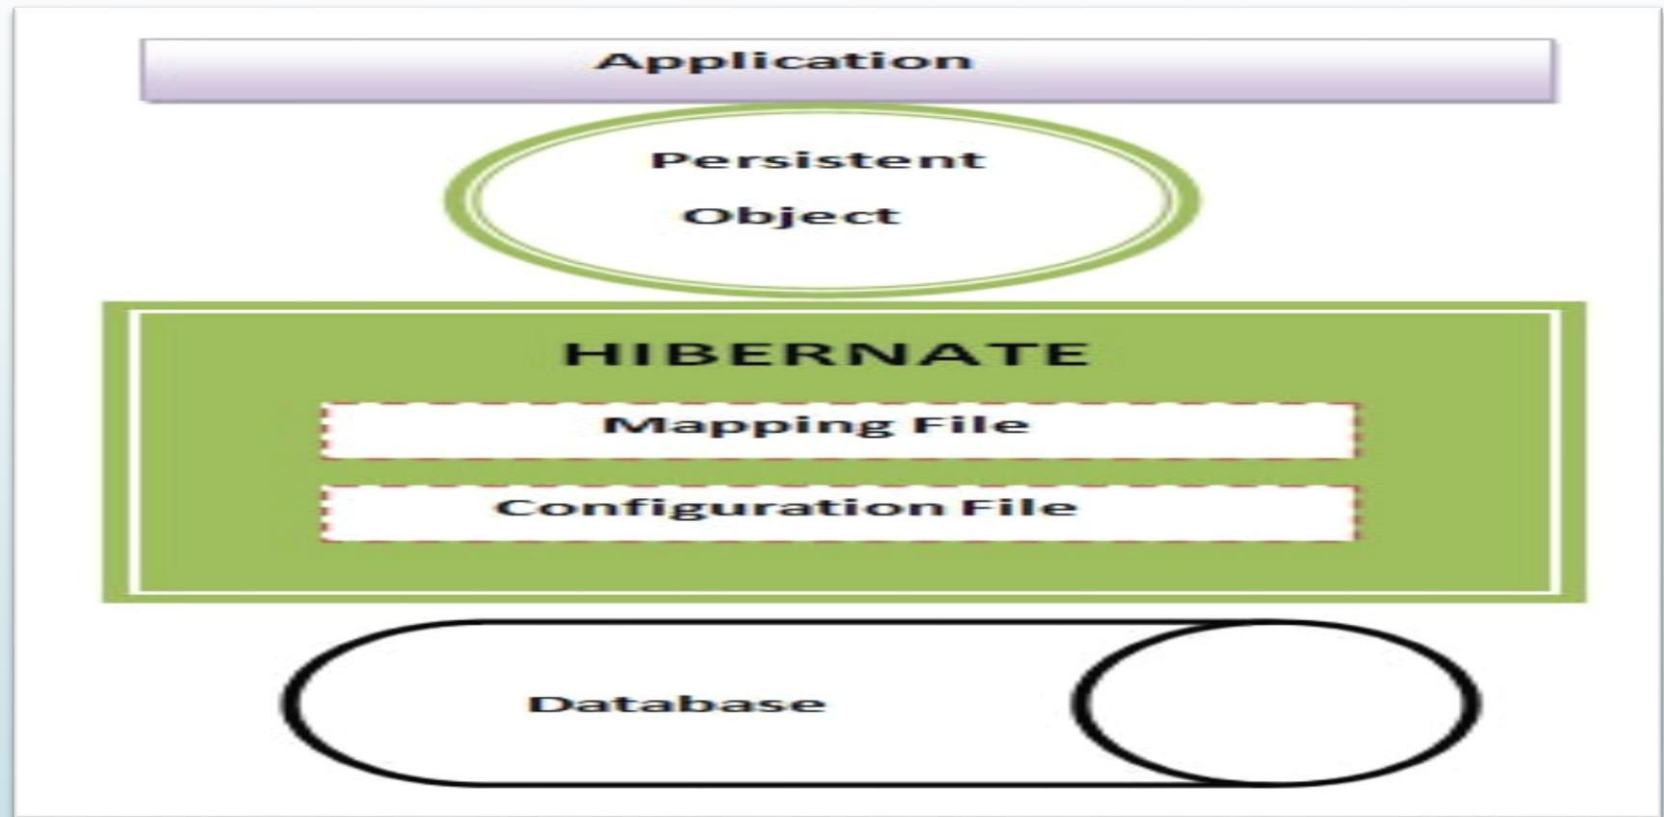 Application
Persistent
Object
HIBERNATE
Mapping File
Configuration File
Database